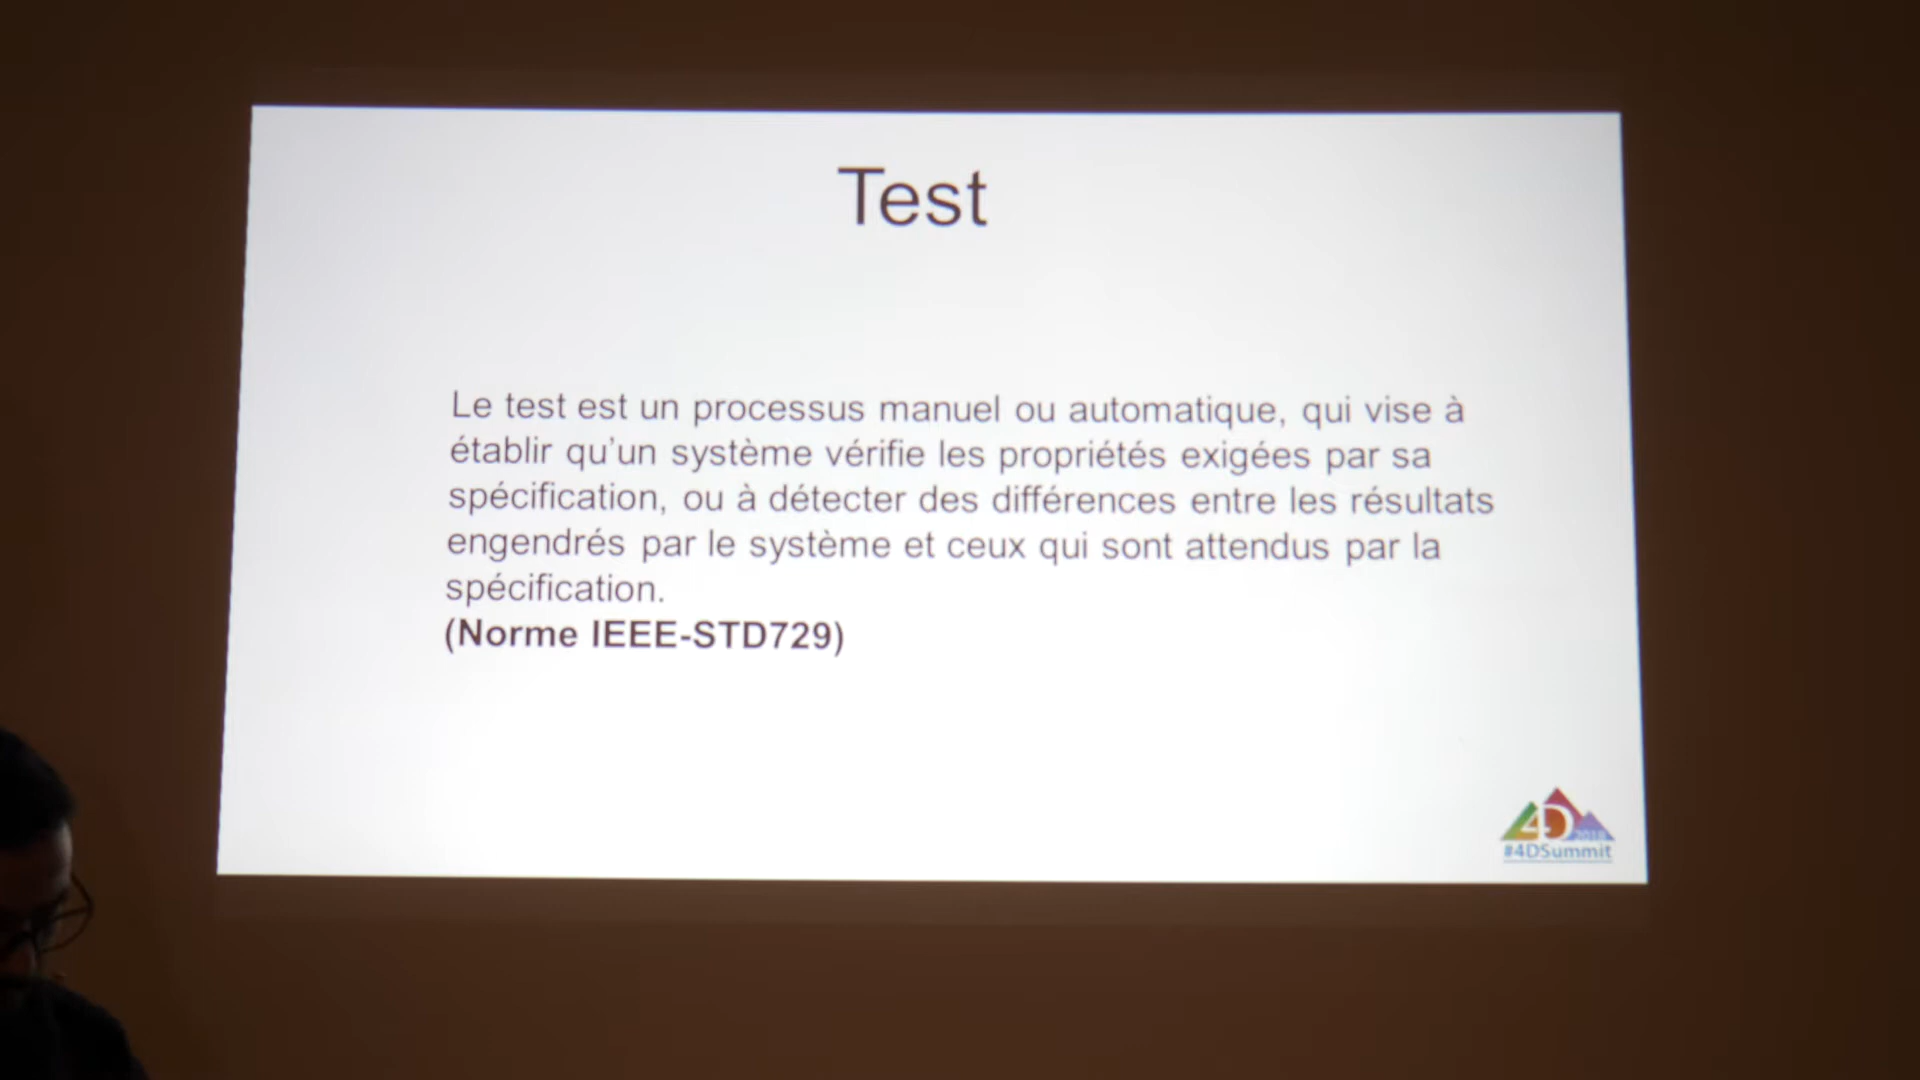 Test
Le test est un processus manuel ou automatique, qui vise à
établir qu'un système vérifie les propriétés exigées par sa
spécification, ou à détecter des différences entre les résultats
engendrés par le système et ceux qui sont attendus par la
spécification.
(Norme IEEE-STD729)
4D
2018
#4DSummit